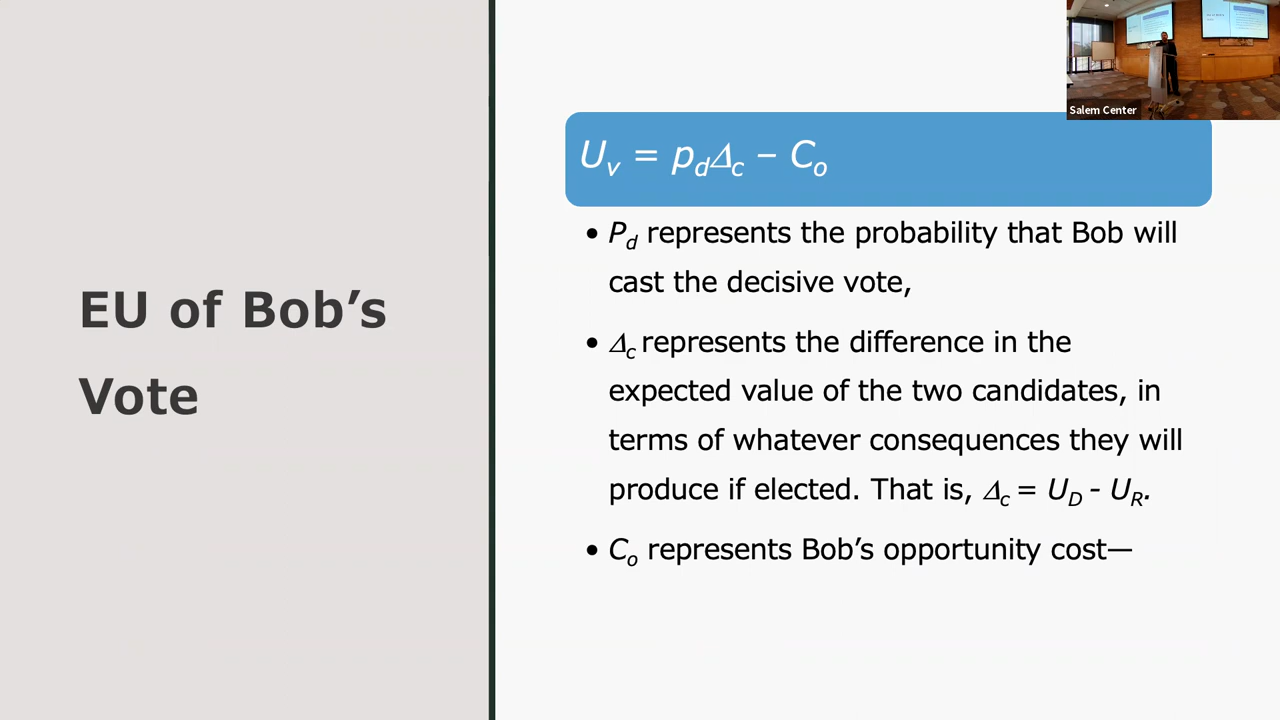 Salem Center
EU of Bob’s
Vote
Uv = pdΔc – Co
• Pd represents the probability that Bob will
cast the decisive vote,
• Δc represents the difference in the
expected value of the two candidates, in
terms of whatever consequences they will
produce if elected. That is, Δc = UD - UR.
• Co represents Bob’s opportunity cost—